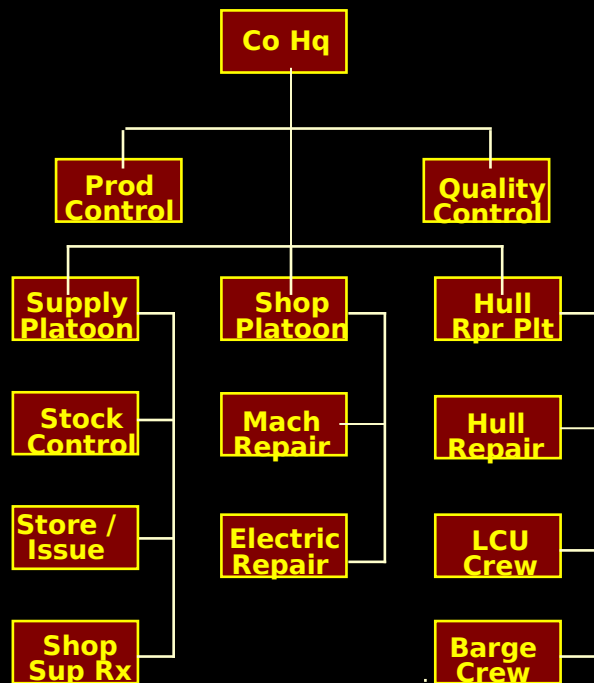 Co Hq
Prod
Control
Quality
Control
Supply
Platoon
Shop
Platoon
Hull
Rpr Plt
Stock
Control
Mach
Repair
Hull
Repair
Store /
Issue
Electric
Repair
LCU
Crew
Shop
Sup Rx
Barge
Crew